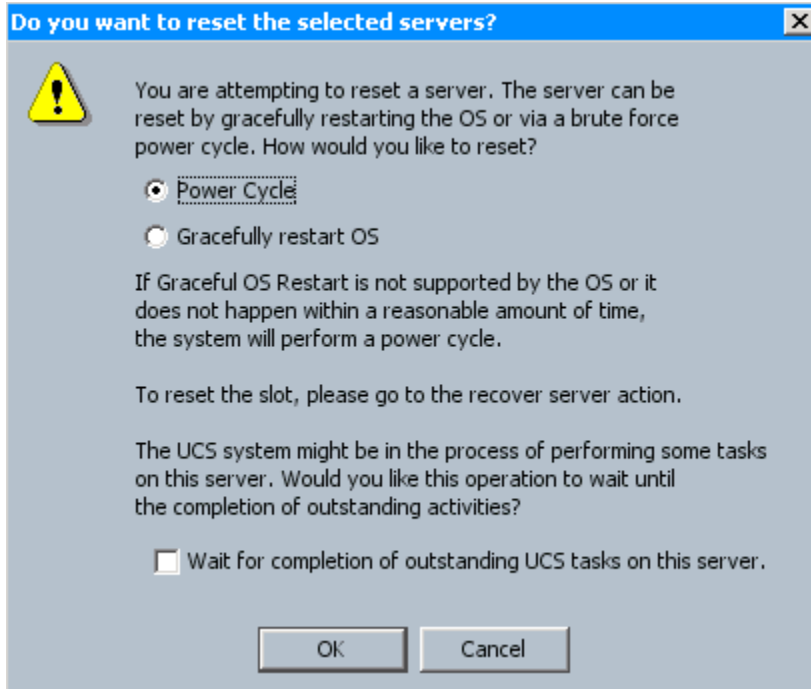 Do you want to reset the selected servers?
You are attempting to reset a server. The server can be
reset by gracefully restarting the OS or via a brute force
power cycle. How would you like to reset?
Power Cycle
Gracefully restart OS
If Graceful OS Restart is not supported by the OS or it
does not happen within a reasonable amount of time,
the system will perform a power cycle.
To reset the slot, please go to the recover server action.
The UCS system might be in the process of performing some tasks
on this server. Would you like this operation to wait until
the completion of outstanding activities?
Wait for completion of outstanding UCS tasks on this server.
OK Cancel